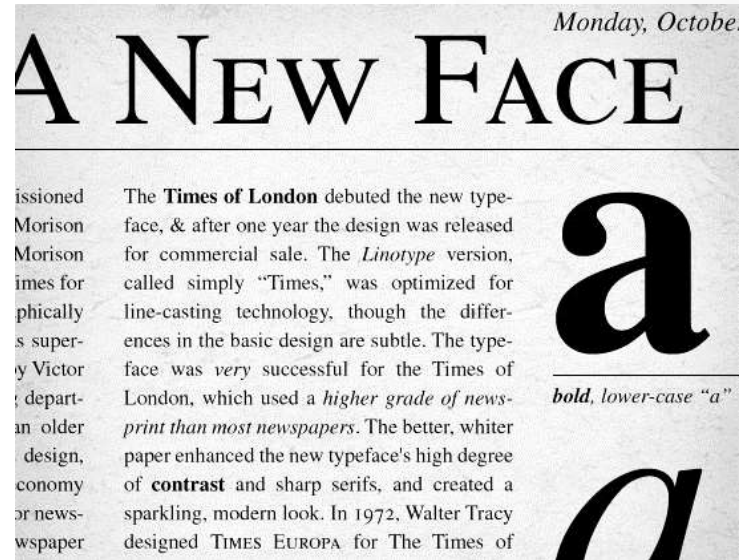 Monday, October
A NEW FACE
issioned
Morison
Morison
imes for
phically
s super-
y Victor
depart-
an older
design,
conomy
or news-
wspaper
The Times of London debuted the new type-
face, & after one year the design was released
for commercial sale. The Linotype version,
called simply “Times,” was optimized for
line-casting technology, though the differ-
ences in the basic design are subtle. The type-
face was very successful for the Times of
London, which used a higher grade of news-
print than most newspapers. The better, whiter
paper enhanced the new typeface's high degree
of contrast and sharp serifs, and created a
sparkling, modern look. In 1972, Walter Tracy
designed TIMES EUROPA for The Times of
a
bold, lower-case “a”
a